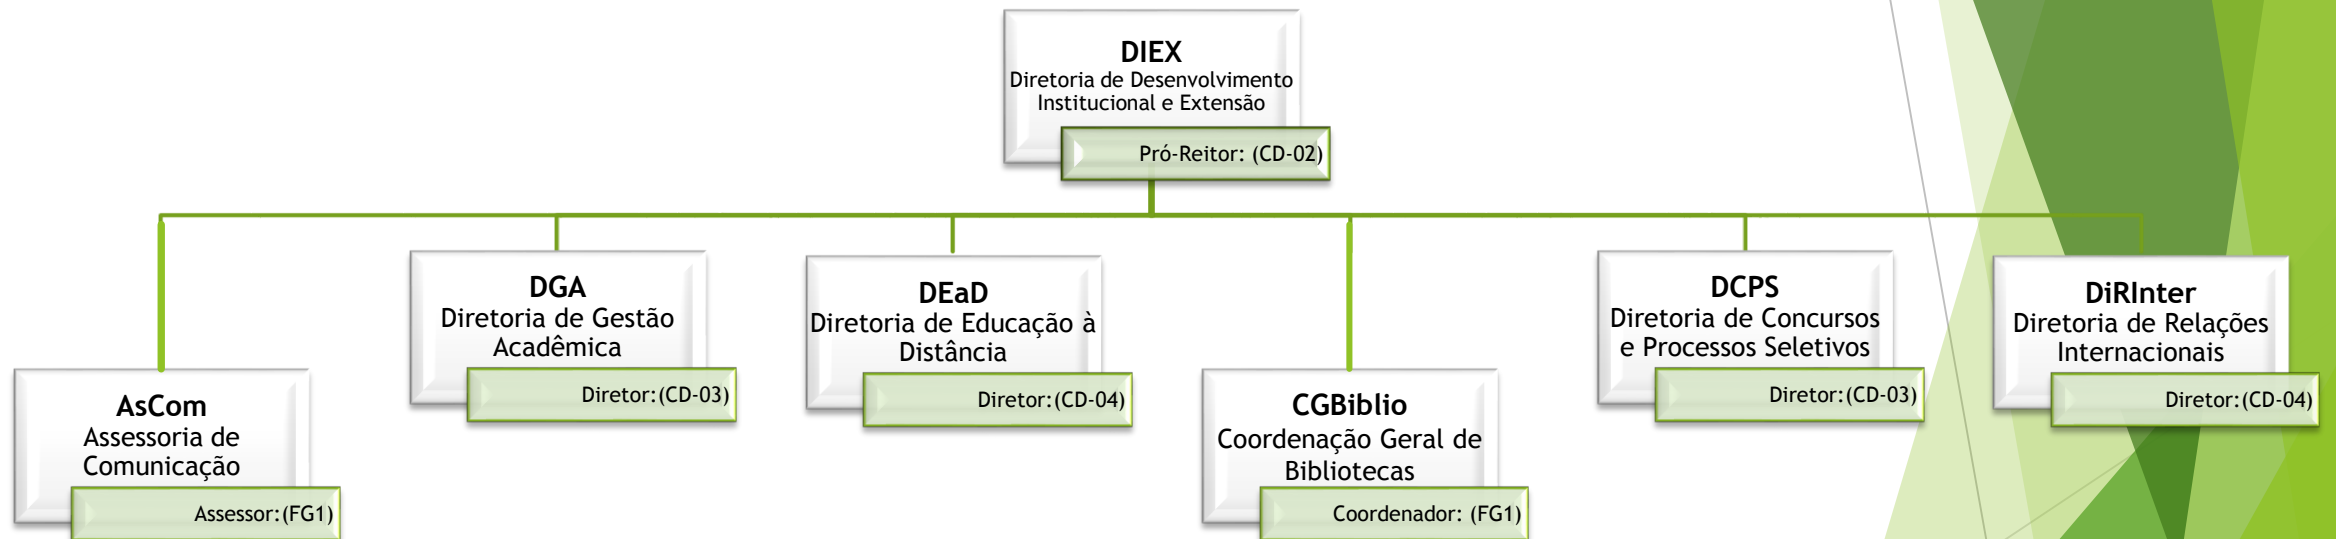 DIEX
Diretoria de Desenvolvimento
Institucional e Extensão
Pró-Reitor: (CD-02)
AsCom
Assessoria de
Comunicação
Assessor:(FG1)
DGA
Diretoria de Gestão
Acadêmica
Diretor:(CD-03)
DEaD
Diretoria de Educação à
Distância
Diretor:(CD-04)
CGBiblio
Coordenação Geral de
Bibliotecas
Coordenador: (FG1)
DCPS
Diretoria de Concursos
e Processos Seletivos
Diretor:(CD-03)
DiRInter
Diretoria de Relações
Internacionais
Diretor:(CD-04)